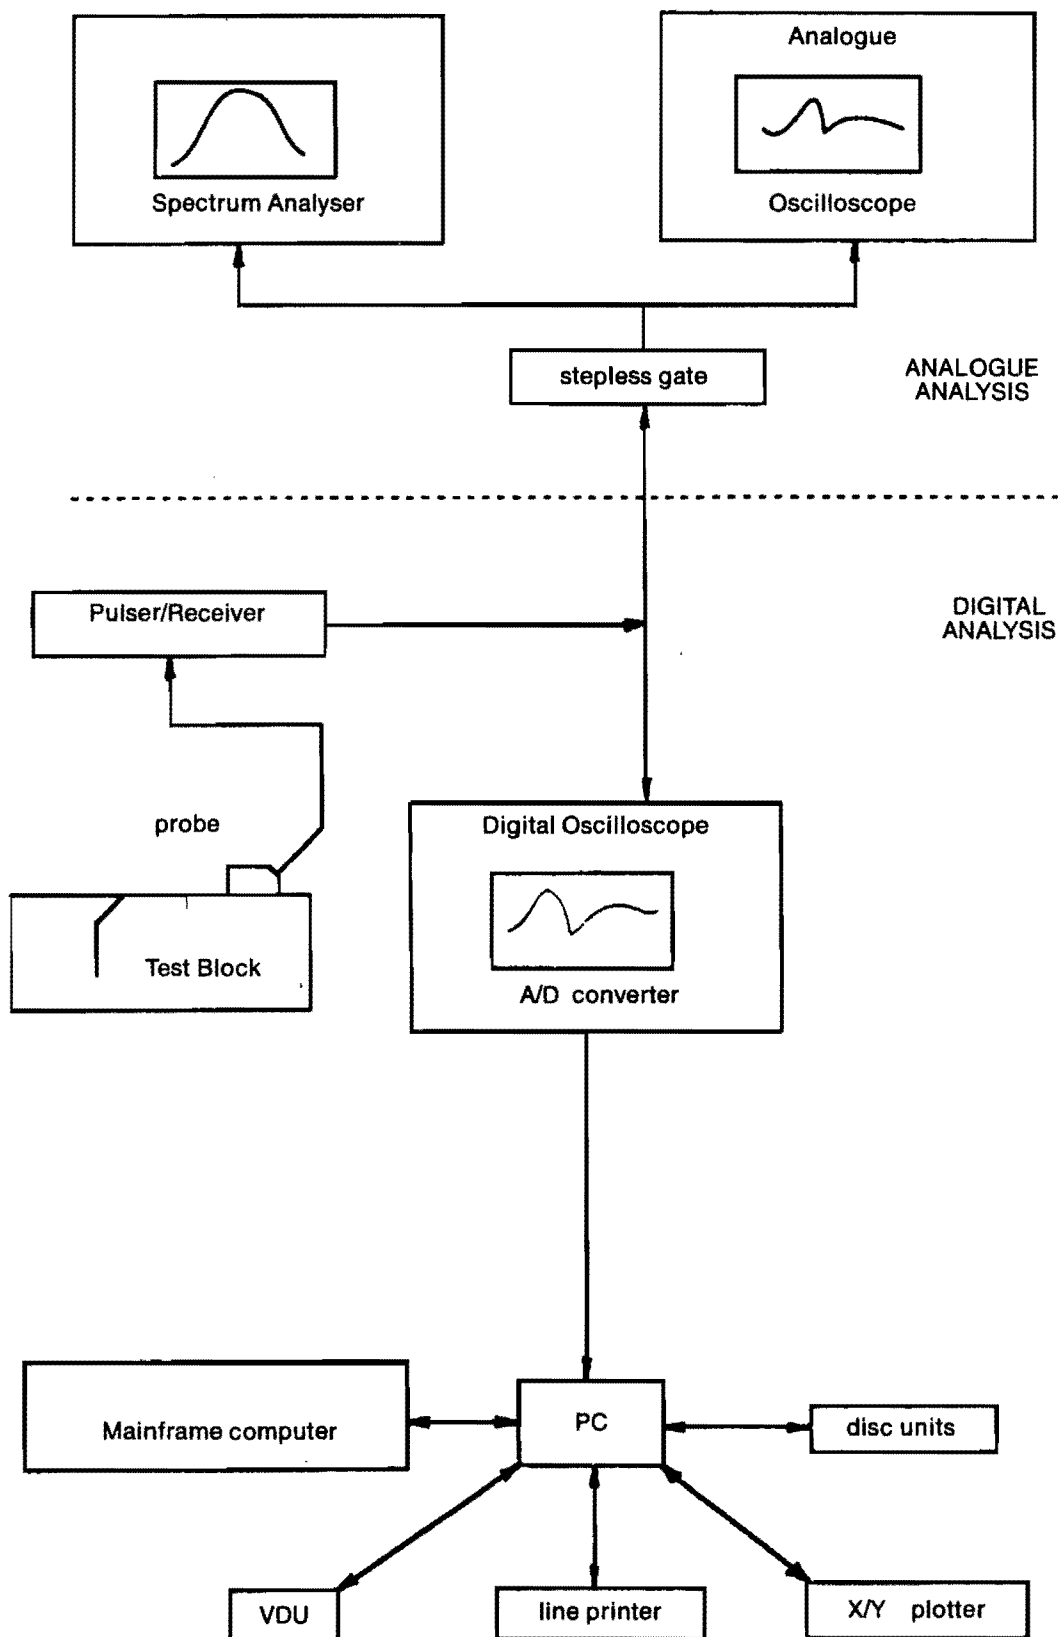 Analogue
Spectrum Analyser
Oscilloscope
stepless gate
ANALOGUE
ANALYSIS
Pulser/Receiver
DIGITAL
ANALYSIS
probe
Digital Oscilloscope
Test Block
A/D converter
Mainframe computer
PC
disc units
VDU
line printer
X/Y plotter